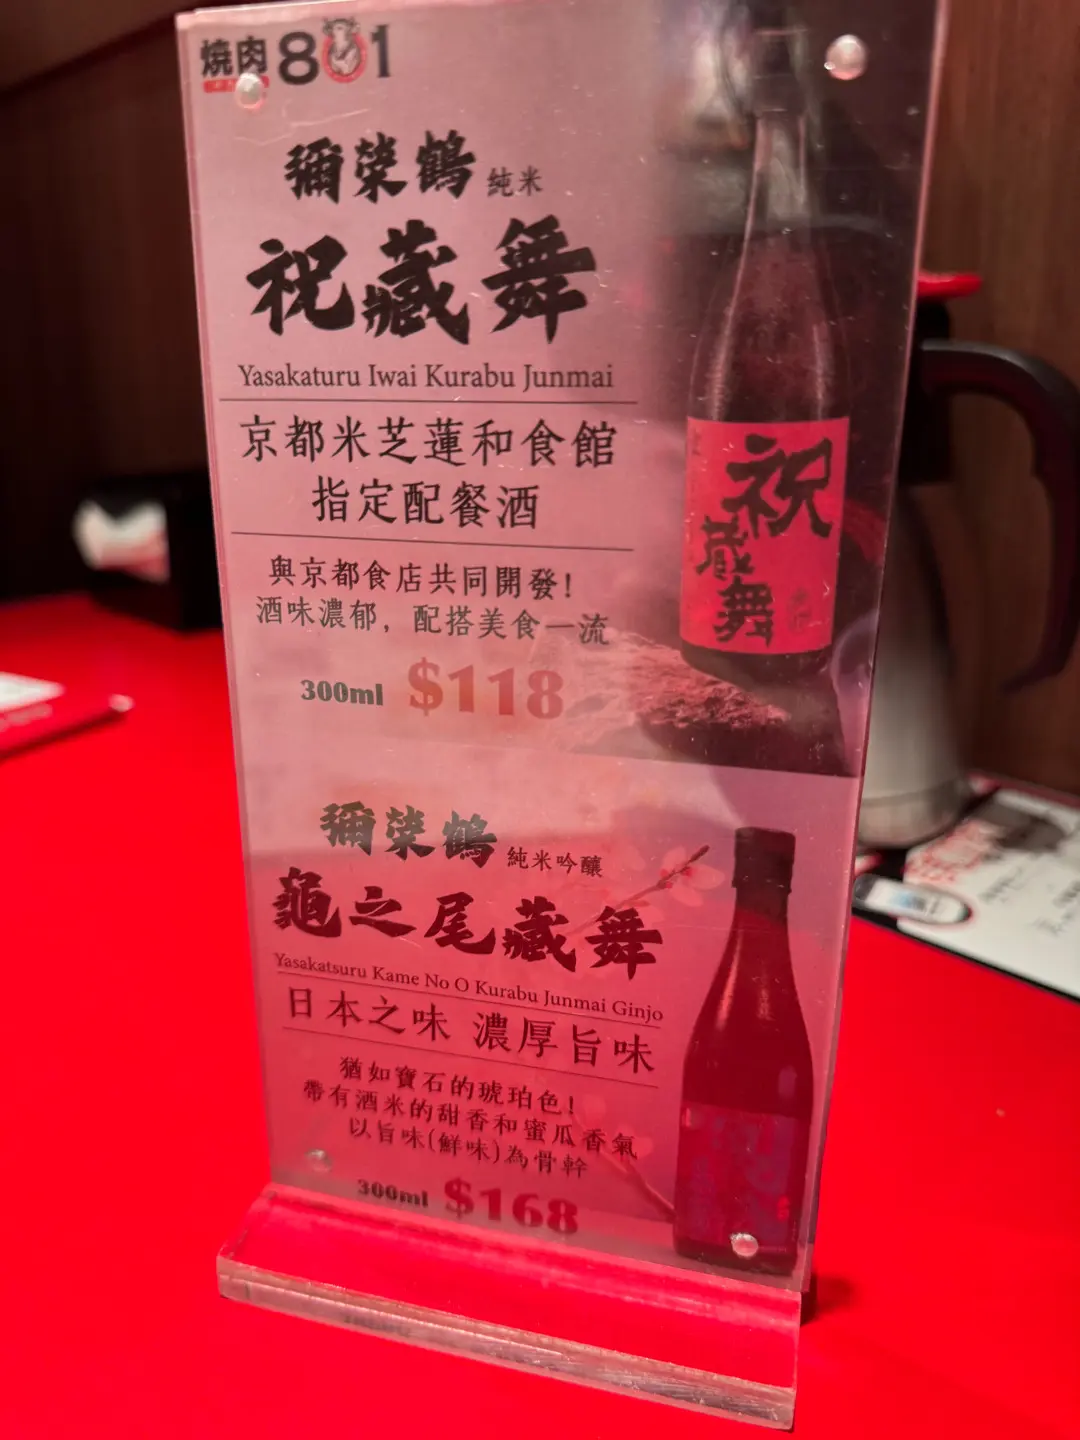 燒肉801
彌榮鶴 純米
祝藏舞
Yasakaturu Iwai Kurabu Junmai
京都米芝蓮和食館
指定配餐酒
與京都食店共同開發!
酒味濃郁，配搭美食一流
300ml $118
祝
蔵
舞
彌榮鶴 純米吟釀
龜之尾藏舞
Yasakatsuru Kame No O Kurabu Junmai Ginjo
日本之味 濃厚旨味
猶如寶石的琥珀色!
帶有酒米的甜香和蜜瓜香氣
以旨味(鮮味)為骨幹
300ml $168